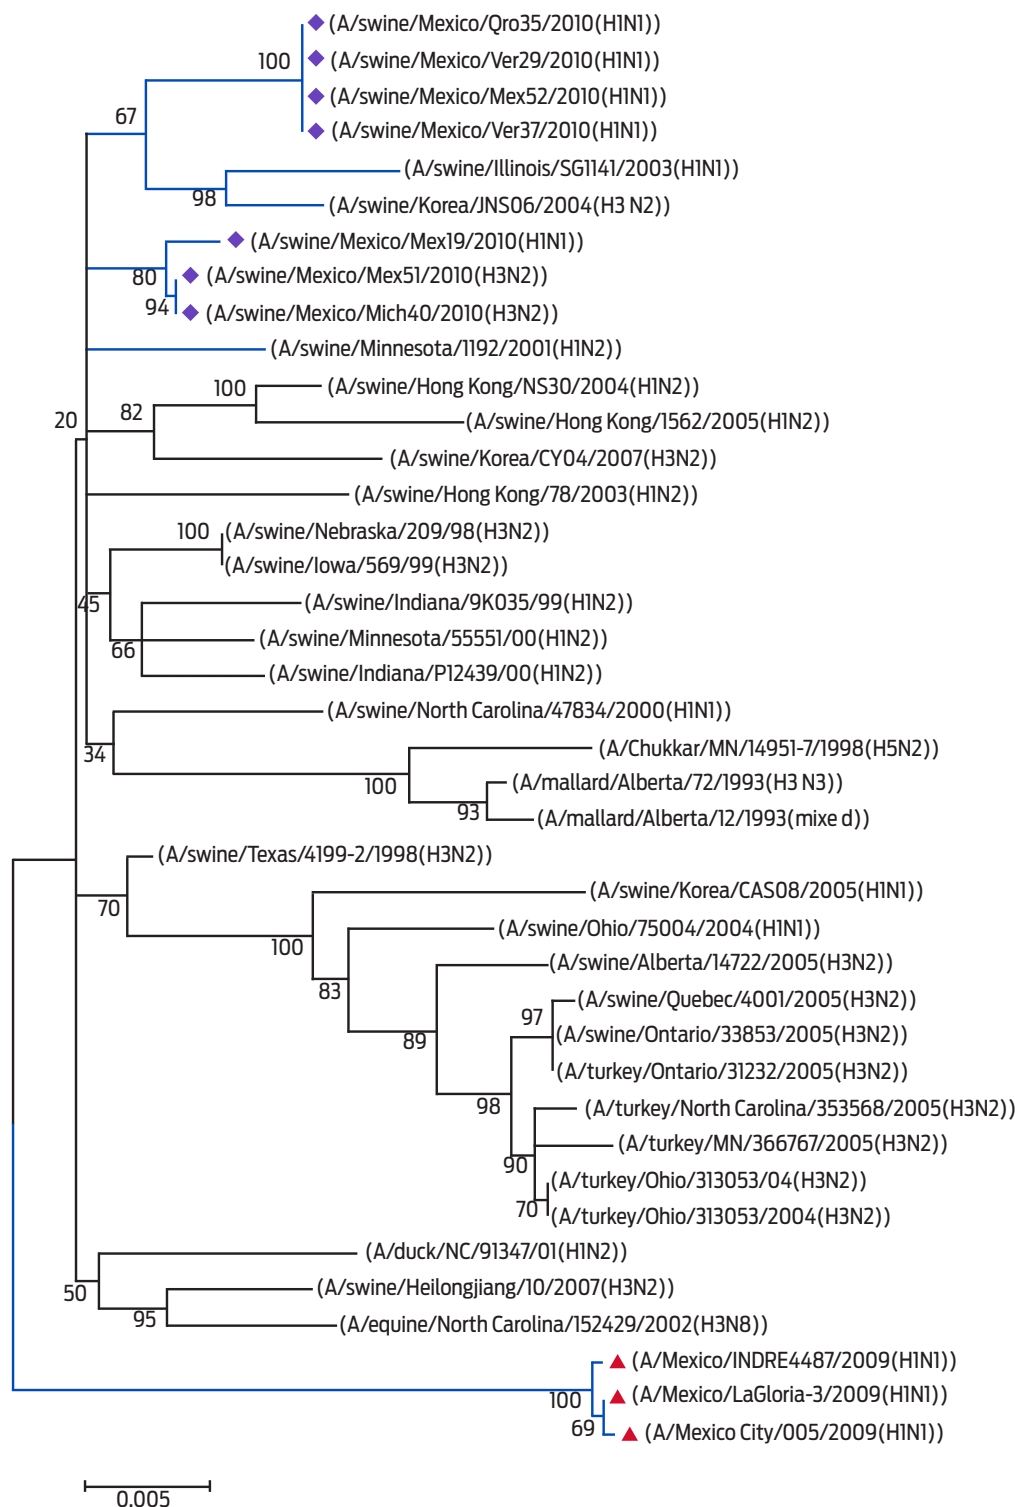 (A/swine/Mexico/Qro35/2010(H1N1))
(A/swine/Mexico/Ver29/2010(H1N1))
100
(A/swine/Mexico/Mex52/2010(H1N1))
67
(A/swine/Mexico/Ver37/2010(H1N1))
(A/swine/Illinois/SG1141/2003(H1N1))
98
(A/swine/Korea/JNS06/2004(H3 N2))
(A/swine/Mexico/Mex19/2010(H1N1))
80
(A/swine/Mexico/Mex51/2010(H3N2))
94
(A/swine/Mexico/Mich40/2010(H3N2))
(A/swine/Minnesota/1192/2001(H1N2))
100
(A/swine/Hong Kong/NS30/2004(H1N2))
20
82
(A/swine/Hong Kong/1562/2005(H1N2))
(A/swine/Korea/CY04/2007(H3N2))
(A/swine/Hong Kong/78/2003(H1N2))
100
(A/swine/Nebraska/209/98(H3N2))
(A/swine/Iowa/569/99(H3N2))
45
(A/swine/Indiana/9K035/99(H1N2))
66
(A/swine/Minnesota/55551/00(H1N2))
(A/swine/Indiana/P12439/00(H1N2))
(A/swine/North Carolina/47834/2000(H1N1))
34
(A/Chukkar/MN/14951-7/1998(H5N2))
100
(A/mallard/Alberta/72/1993(H3 N3))
93
(A/mallard/Alberta/12/1993(mixe d))
(A/swine/Texas/4199-2/1998(H3N2))
70
(A/swine/Korea/CAS08/2005(H1N1))
100
(A/swine/Ohio/75004/2004(H1N1))
83
(A/swine/Alberta/14722/2005(H3N2))
89
97
(A/swine/Quebec/4001/2005(H3N2))
(A/swine/Ontario/33853/2005(H3N2))
(A/turkey/Ontario/31232/2005(H3N2))
98
(A/turkey/North Carolina/353568/2005(H3N2))
90
(A/turkey/MN/366767/2005(H3N2))
(A/turkey/Ohio/313053/04(H3N2))
70
(A/turkey/Ohio/313053/2004(H3N2))
(A/duck/NC/91347/01(H1N2))
50
(A/swine/Heilongjiang/10/2007(H3N2))
95
(A/equine/North Carolina/152429/2002(H3N8))
(A/Mexico/INDRE4487/2009(H1N1))
100
(A/Mexico/LaGloria-3/2009(H1N1))
69
(A/Mexico City/005/2009(H1N1))
0.005